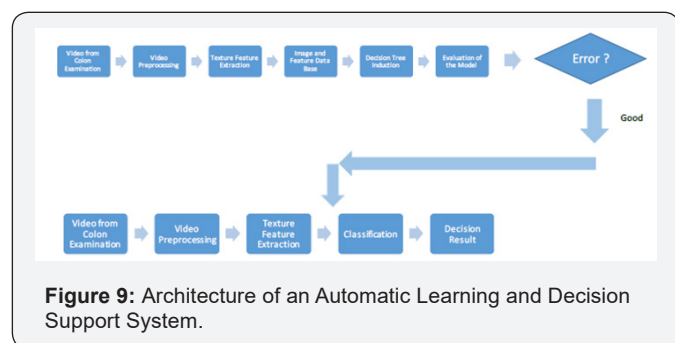 Video from
Colon
Examination
Video
Preprocessing
Texture Feature
Extraction
Image and
Feature Data
Base
Decision Tree
Induction
Evaluation of
the Model
Error ?
Good
Video from
Colon
Examination
Video
Preprocessing
Texture
Feature
Extraction
Classification
Decision
Result
Figure 9: Architecture of an Automatic Learning and Decision
Support System.